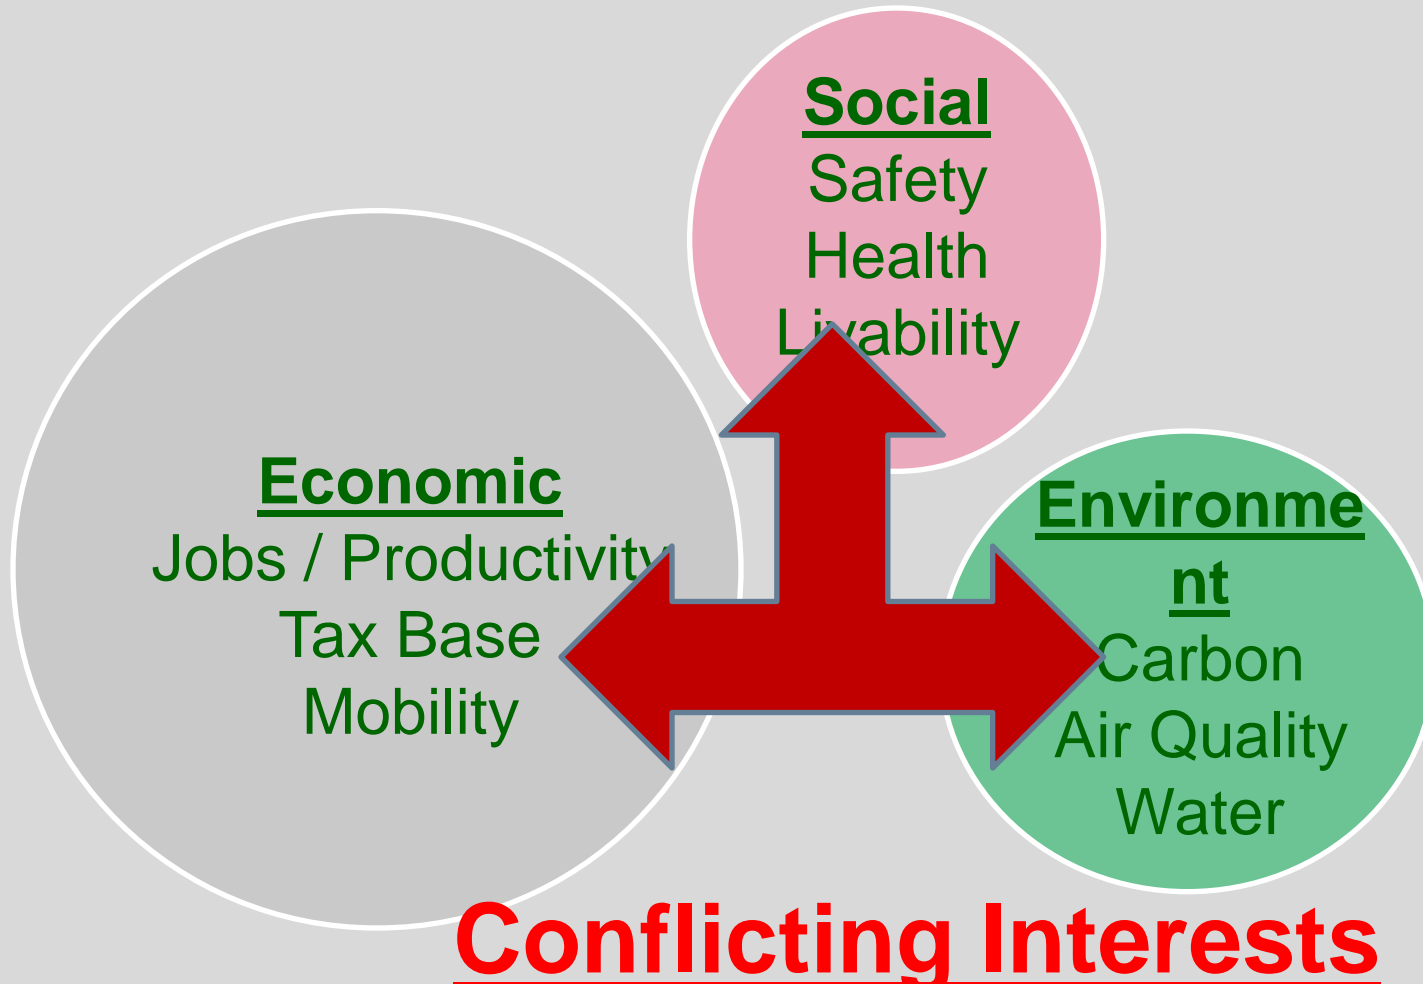 Social
Safety
Health
Livability
Economic
Jobs / Productivity
Tax Base
Mobility
Environme
nt
Carbon
Air Quality
Water
Conflicting Interests